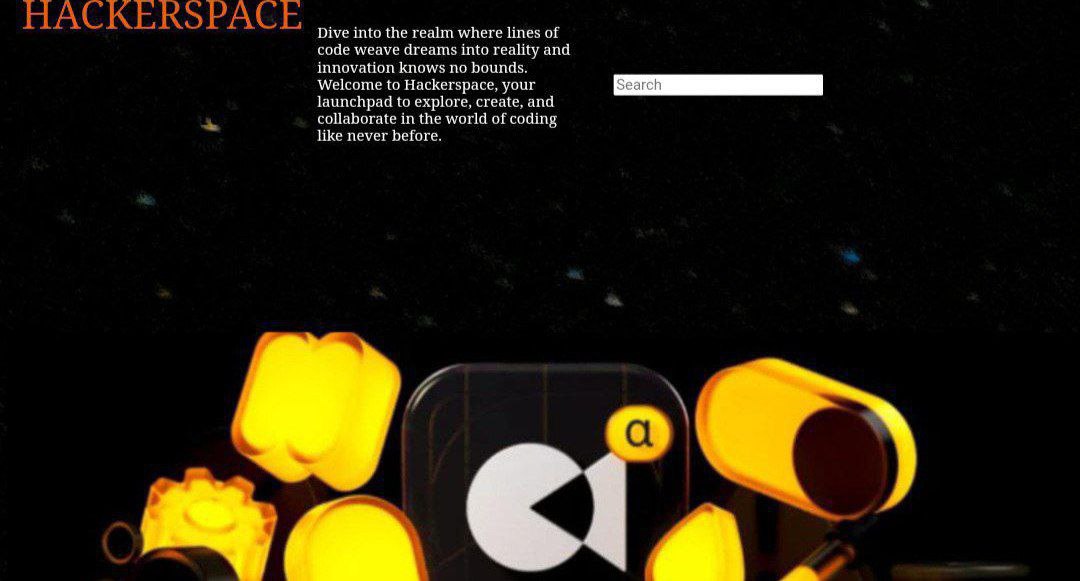 HACKERSPACE
Dive into the realm where lines of
code weave dreams into reality and
innovation knows no bounds.
Welcome to Hackerspace, your
launchpad to explore, create, and
collaborate in the world of coding
like never before.
Search
α